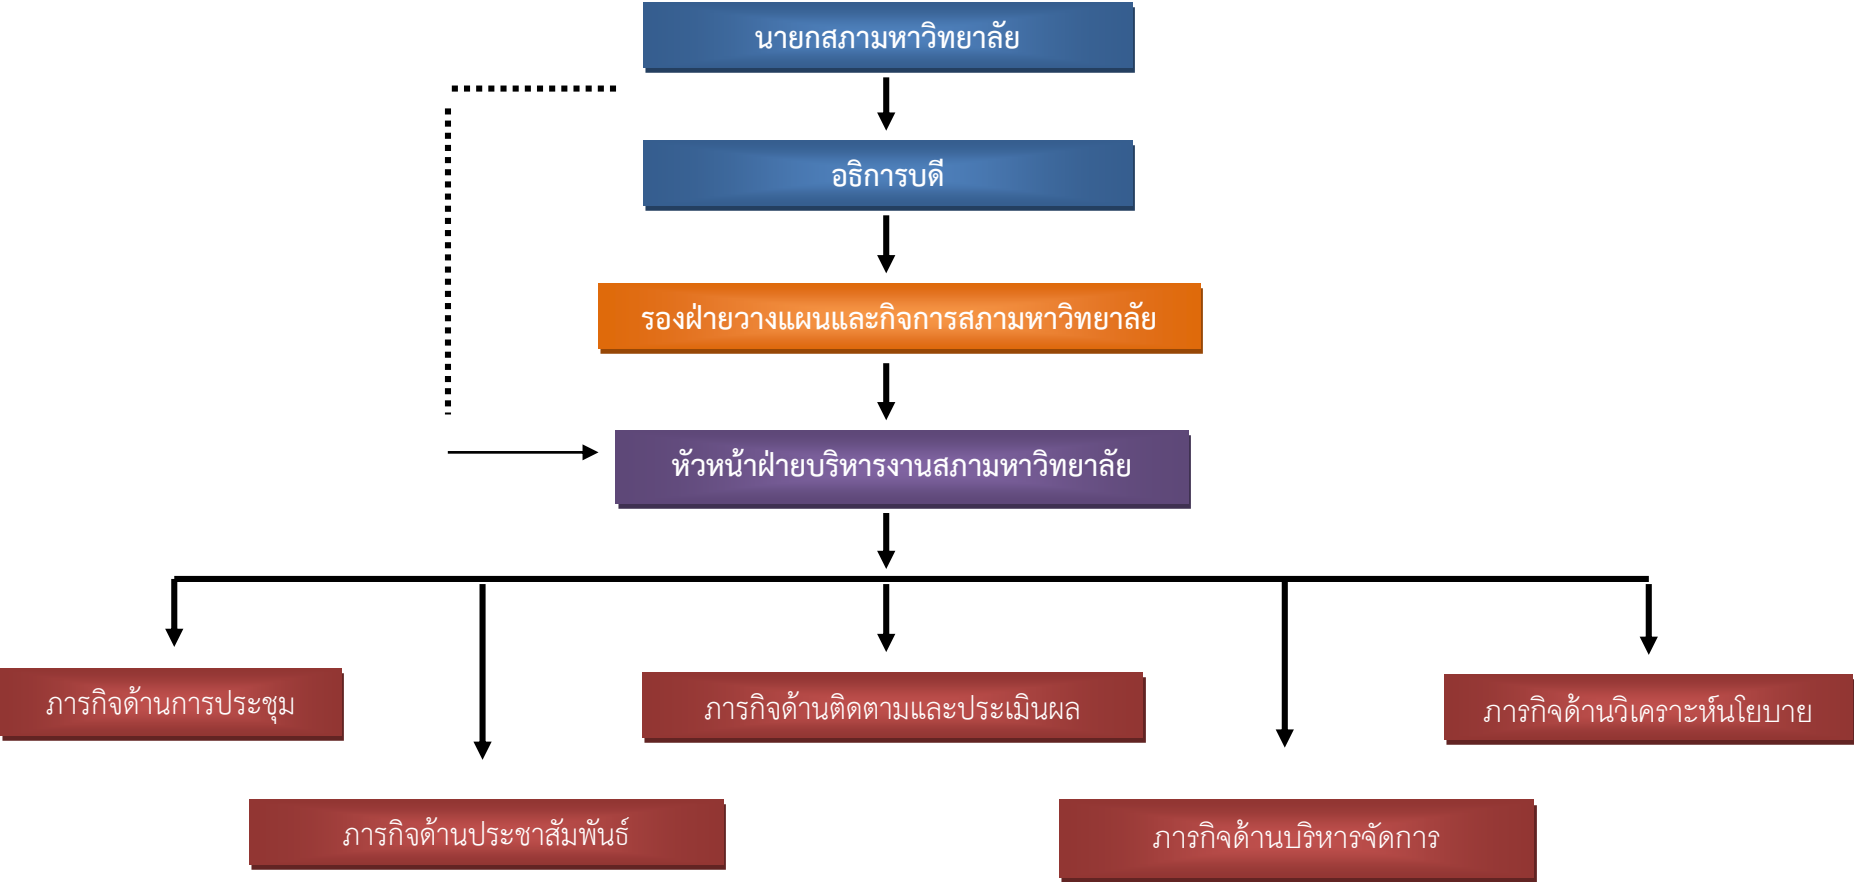 นายกสภามหาวิทยาลัย
อธิการบดี
รองฝ่ายวางแผนและกิจการสภามหาวิทยาลัย
หัวหน้าฝ่ายบริหารงานสภามหาวิทยาลัย
ภารกิจด้านการประชุม
ภารกิจด้านติดตามและประเมินผล
ภารกิจด้านวิเคราะห์นโยบาย
ภารกิจด้านประชาสัมพันธ์
ภารกิจด้านบริหารจัดการ